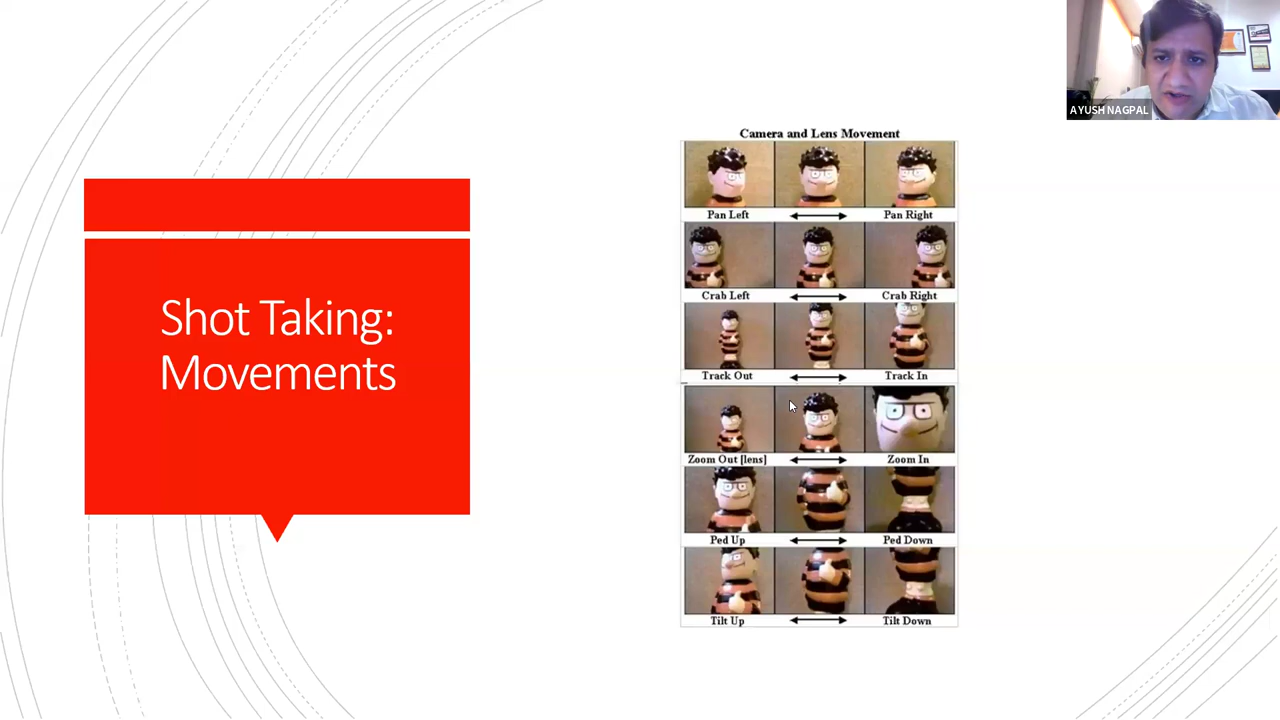 AYUSH NAGPAL
Camera and Lens Movement
Pan Left Pan Right
Crab Left Crab Right
Shot Taking:
Movements
Track Out Track In
Zoom Out [lens] Zoom In
Ped Up Ped Down
Tilt Up Tilt Down